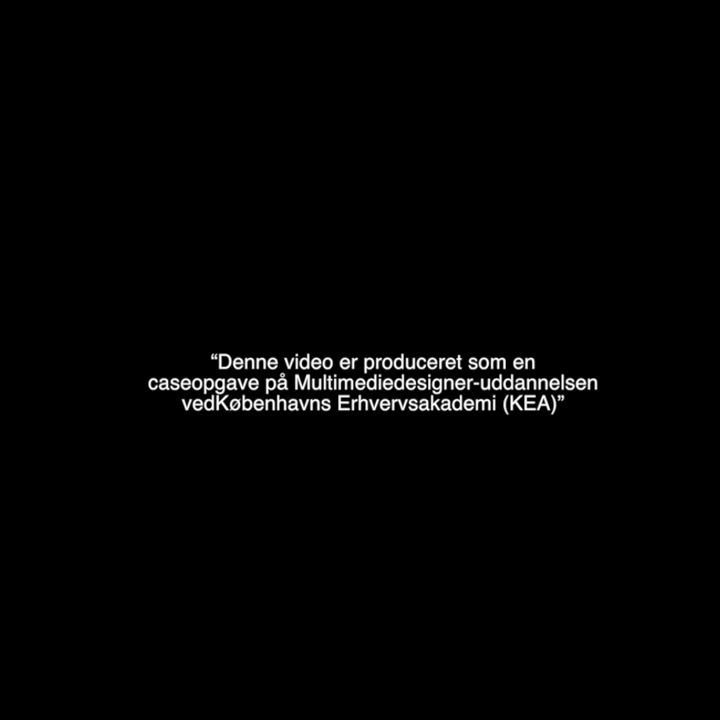 “Denne video er produceret som en
caseopgave på Multimediedesigner-uddannelsen
vedKøbenhavns Erhvervsakademi (KEA)”